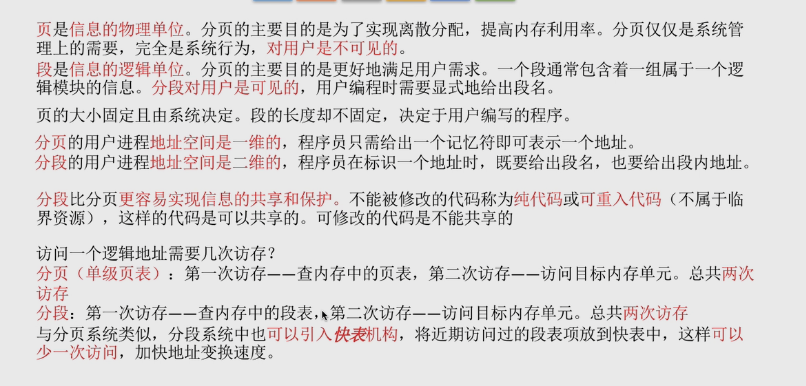 页是信息的物理单位。分页的主要目的是为了实现离散分配，提高内存利用率。分页仅仅是系统管
理上的需要，完全是系统行为，对用户是不可见的。
段是信息的逻辑单位。分页的主要目的是更好地满足用户需求。一个段通常包含着一组属于一个逻
辑模块的信息。分段对用户是可见的，用户编程时需要显式地给出段名。
页的大小固定且由系统决定。段的长度却不固定，决定于用户编写的程序。
分页的用户进程地址空间是一维的，程序员只需给出一个记忆符即可表示一个地址。
分段的用户进程地址空间是二维的，程序员在标识一个地址时，既要给出段名，也要给出段内地址。
分段比分页更容易实现信息的共享和保护。不能被修改的代码称为纯代码或可重入代码（不属于临
界资源），这样的代码是可以共享的。可修改的代码是不能共享的
访问一个逻辑地址需要几次访存？
分页（单级页表）：第一次访存——查内存中的页表，第二次访存——访问目标内存单元。总共两次
访存
分段：第一次访存——查内存中的段表，第二次访存——访问目标内存单元。总共两次访存
与分页系统类似，分段系统中也可以引入快表机构，将近期访问过的段表项放到快表中，这样可以
少一次访问，加快地址变换速度。